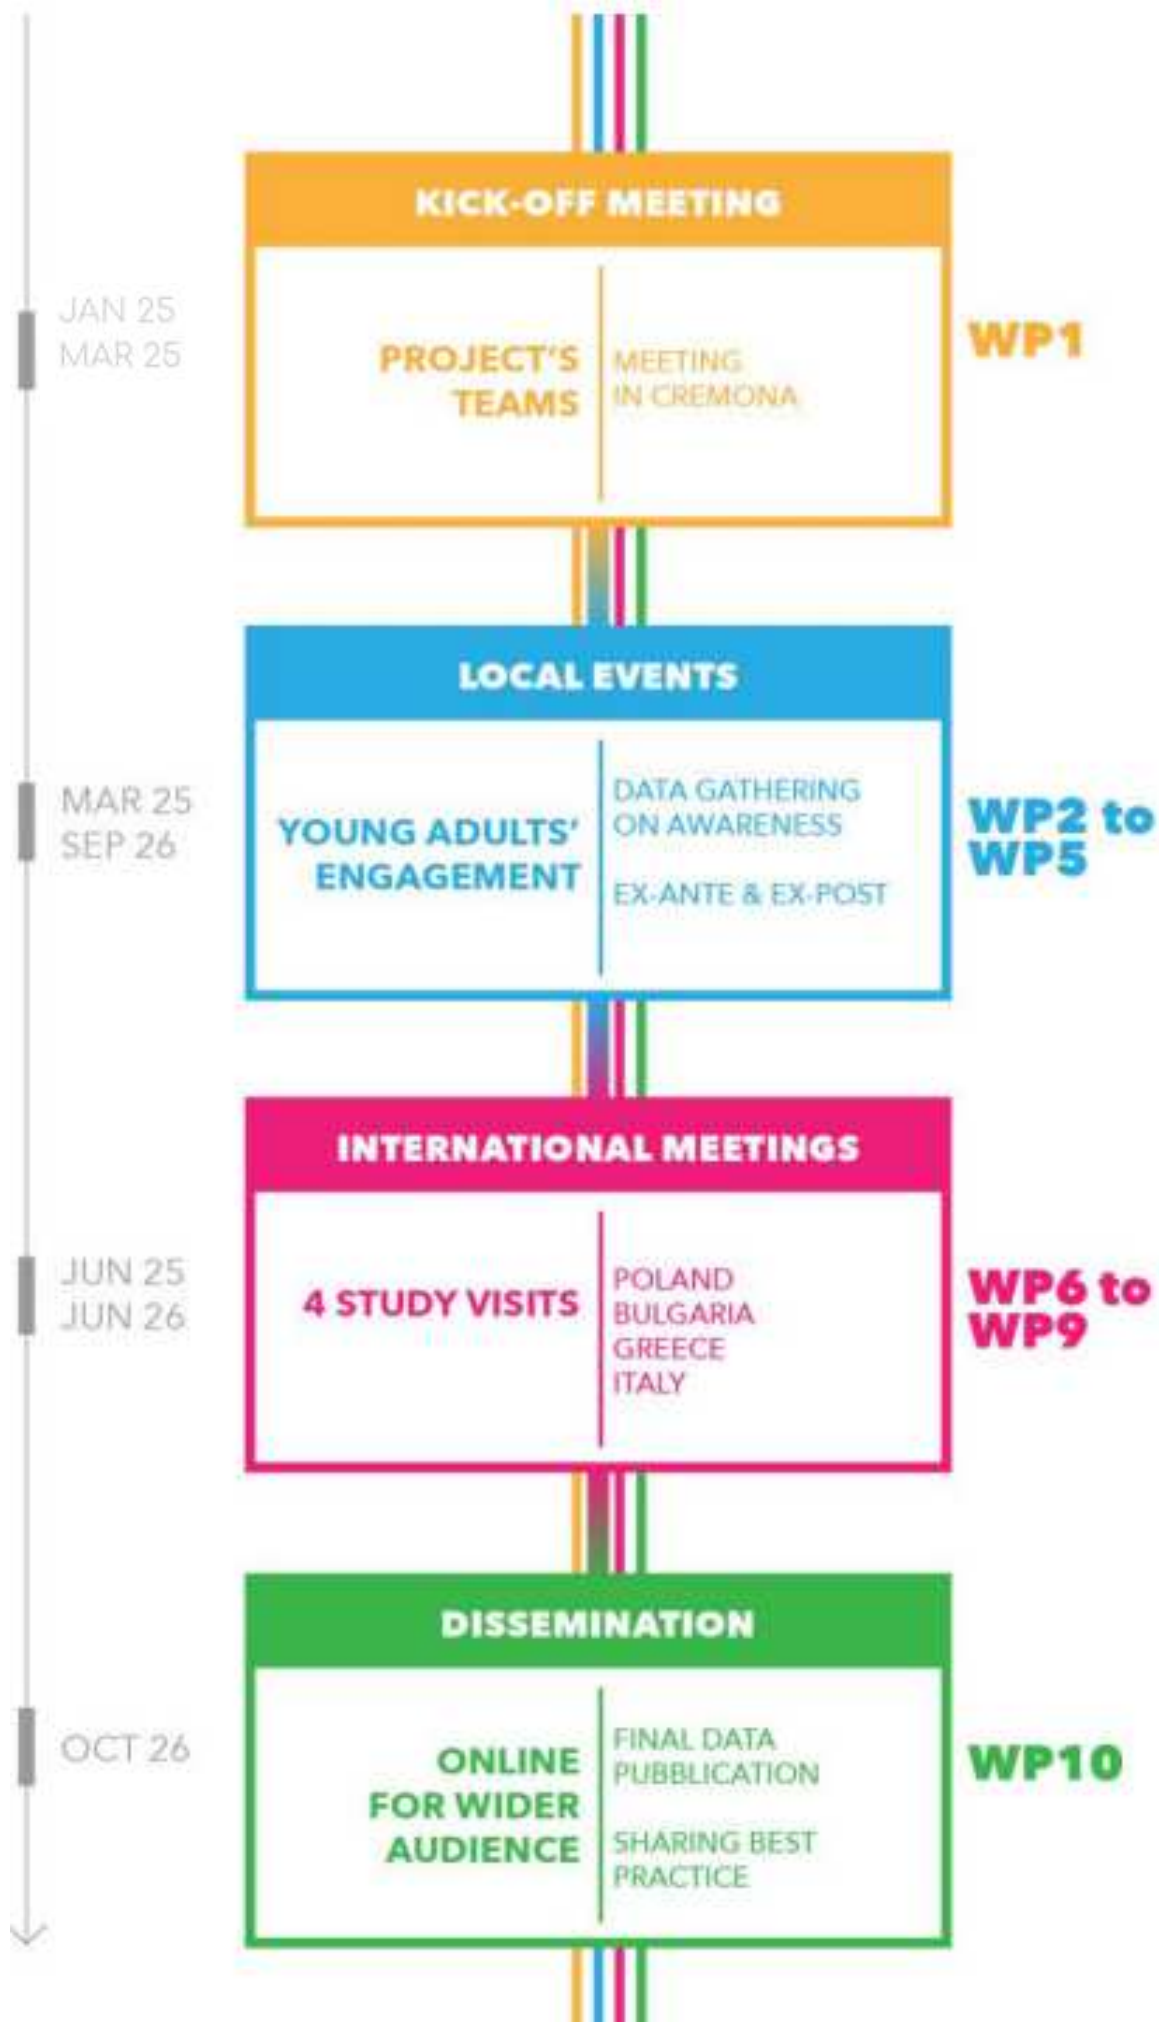 KICK-OFF MEETING
JAN 25
MAR 25
PROJECT'S
TEAMS
MEETING
IN CREMONA
WP1
LOCAL EVENTS
MAR 25
SEP 26
YOUNG ADULTS'
ENGAGEMENT
DATA GATHERING
ON AWARENESS
EX-ANTE & EX-POST
WP2 to
WP5
INTERNATIONAL MEETINGS
JUN 25
JUN 26
4 STUDY VISITS
POLAND
BULGARIA
GREECE
ITALY
WP6 to
WP9
DISSEMINATION
OCT 26
ONLINE
FOR WIDER
AUDIENCE
FINAL DATA
PUBBLICATION
SHARING BEST
PRACTICE
WP10